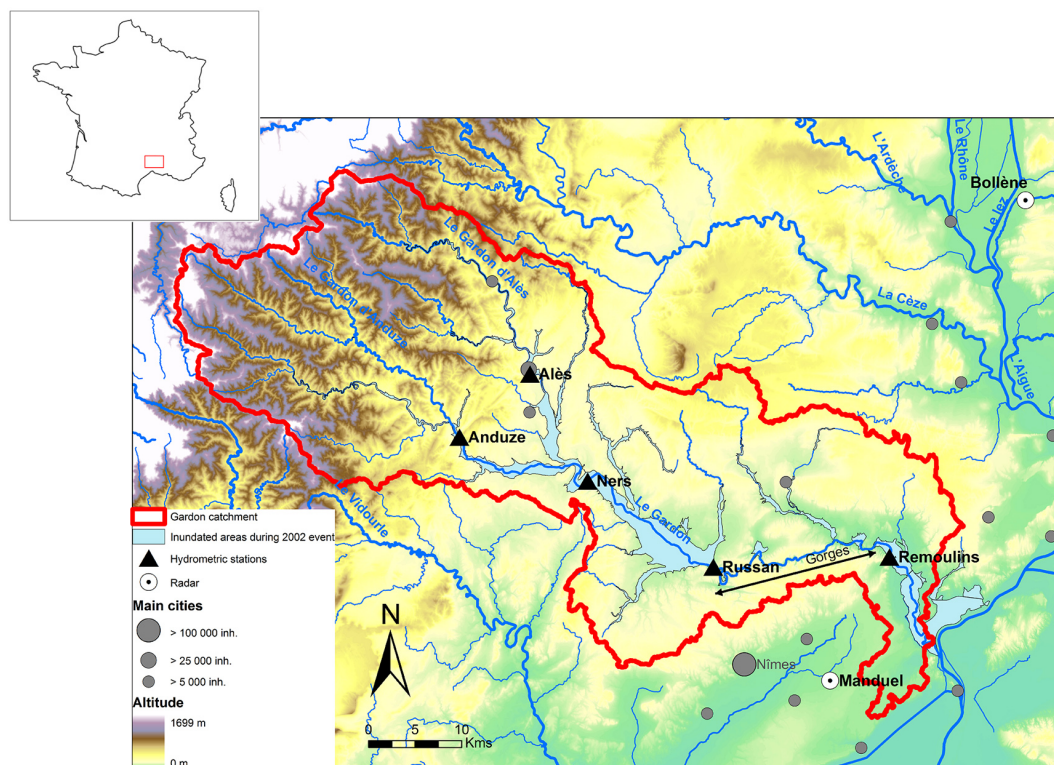 L'Ardèche
Le Rhône
Bollène
Le lez
Le Gardon d'Alès
Le Gardon d'Anduze
La Cèze
L'Aigue
Alès
Anduze
Ners
Le Vidourle
Le Gardon
Gorges
Remoulins
Russan
Nîmes
Manduel
Gardon catchment
Inundated areas during 2002 event
Hydrometric stations
Radar
Main cities
> 100 000 inh.
> 25 000 inh.
> 5 000 inh.
Altitude
1699 m
0 m
N
0 5 10
Kms